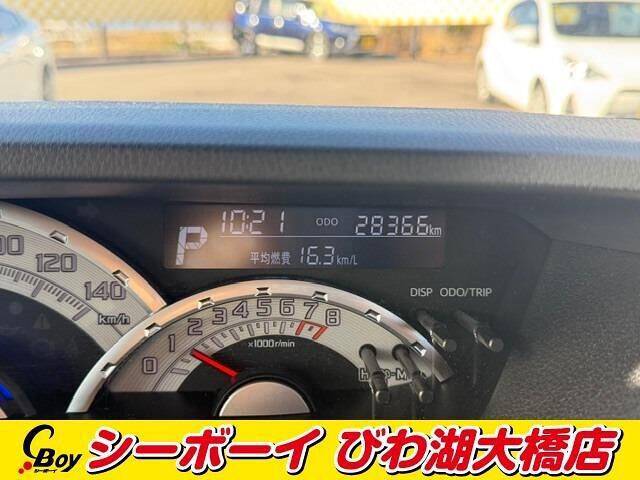 10:21 ODO 28366km
P
平均燃費 16.3km/L
DISP ODO/TRIP
100 120 140
km/h
0 1 2 3 4 5 6 7 8
×1000r/min
C Boy
シーボーイ
シーボーイ びわ湖大橋店